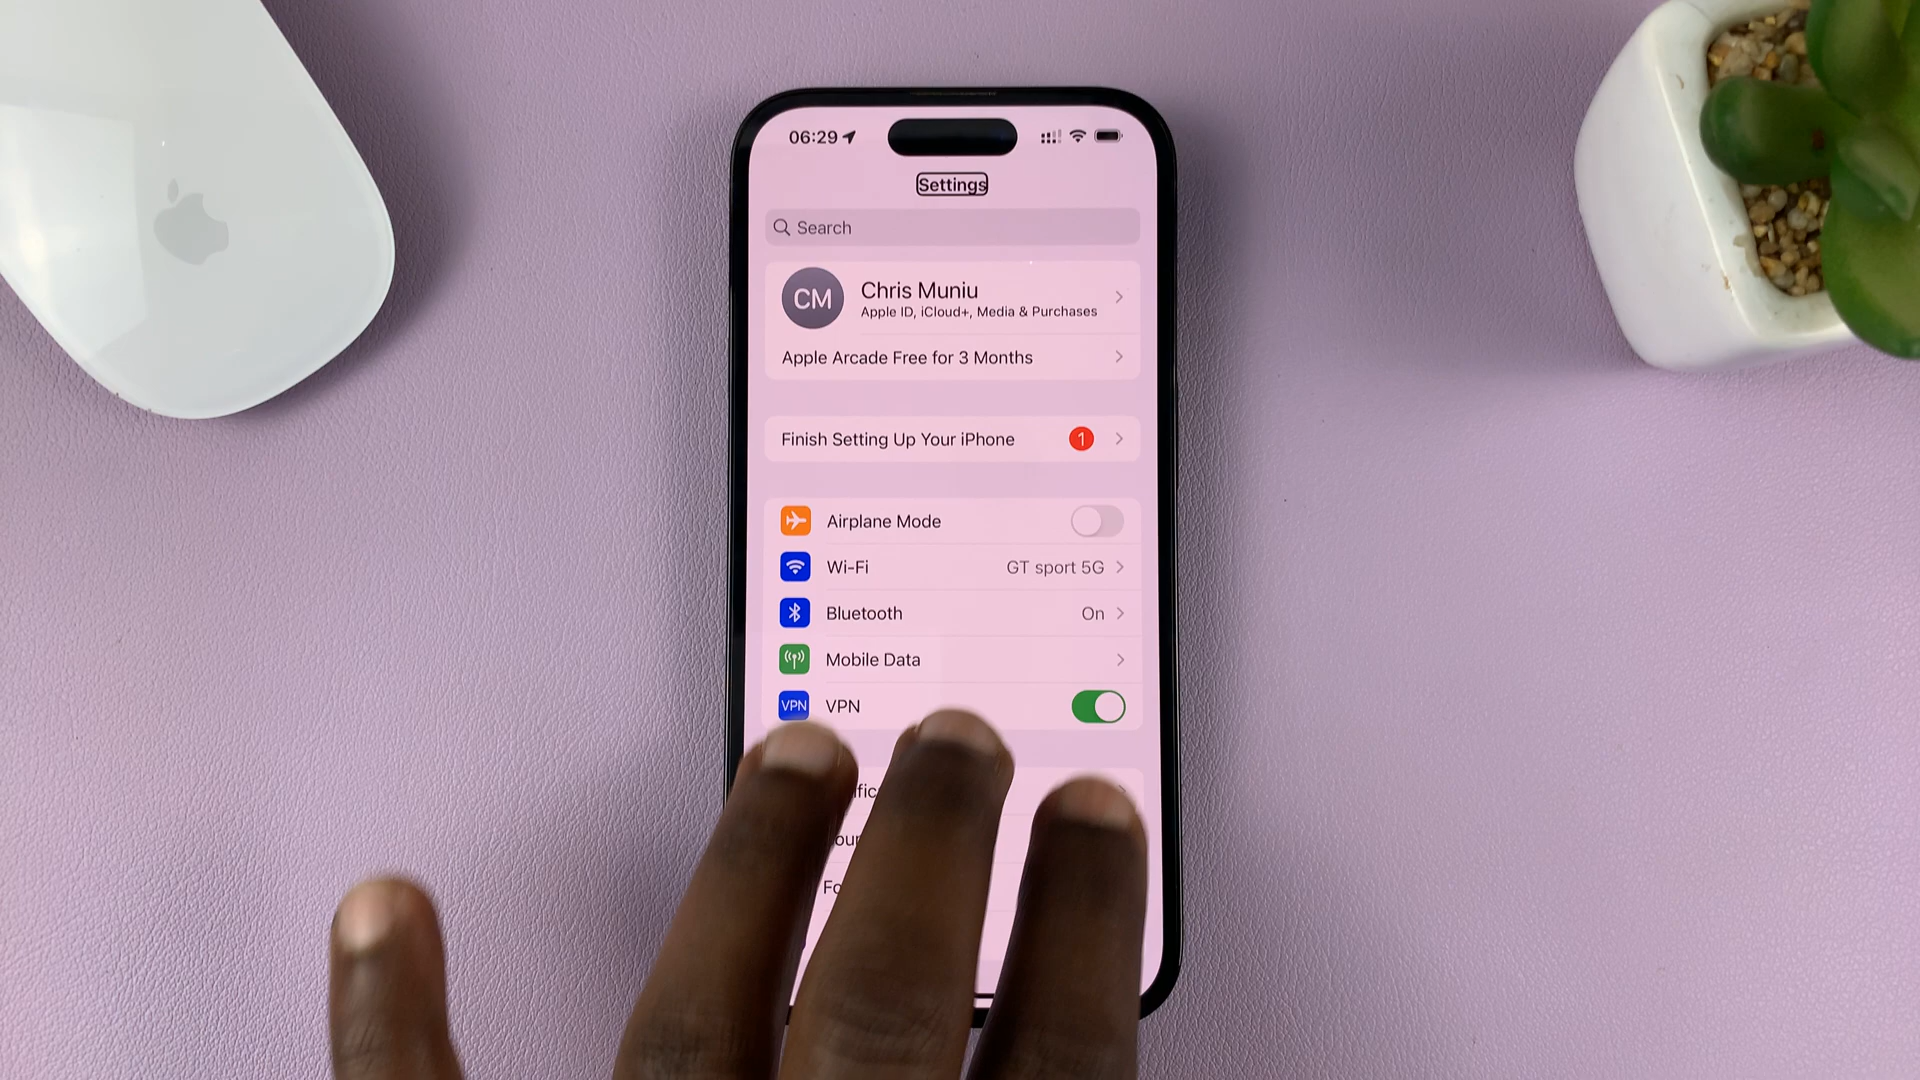 06:29
Settings
Search
CM
Chris Muniu
Apple ID, iCloud+, Media & Purchases
Apple Arcade Free for 3 Months
Finish Setting Up Your iPhone 1
Airplane Mode
Wi-Fi GT sport 5G
Bluetooth On
Mobile Data
VPN VPN